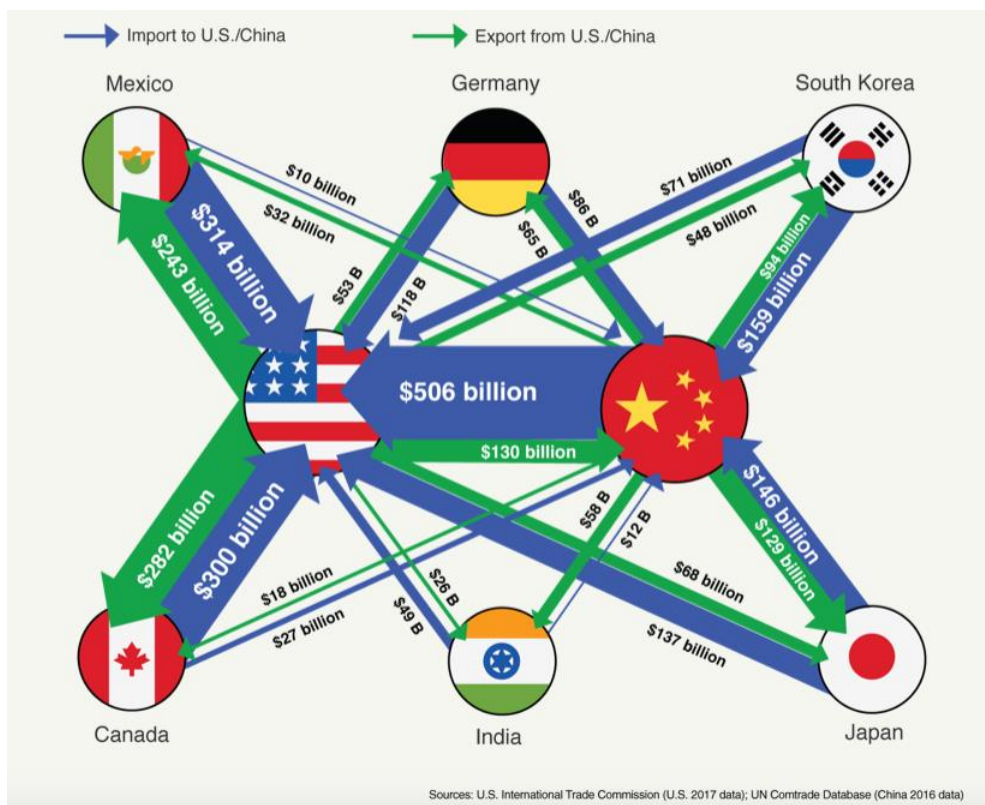 Import to U.S./China
Export from U.S./China
Mexico
Germany
South Korea
$10 billion
$32 billion
$314 billion
$243 billion
$53 B
$118 B
$86 B
$65 B
$71 billion
$48 billion
$94 billion
$159 billion
$506 billion
$130 billion
$282 billion
$300 billion
$18 billion
$27 billion
$26 B
$49 B
$58 B
$12 B
$68 billion
$137 billion
$146 billion
$129 billion
Canada
India
Japan
Sources: U.S. International Trade Commission (U.S. 2017 data); UN Comtrade Database (China 2016 data)